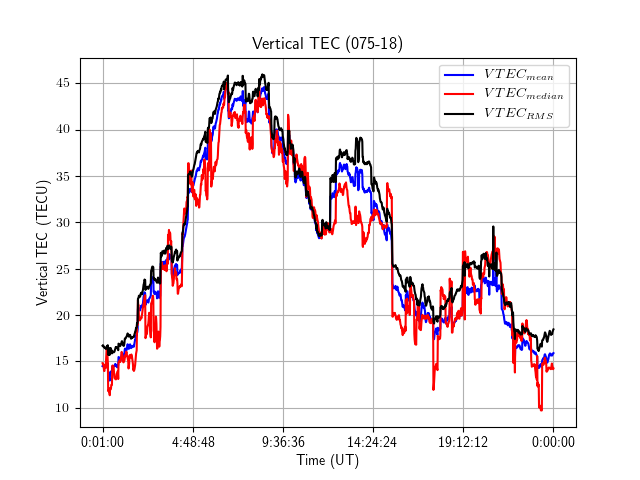 Vertical TEC (075-18)
VTEC_mean
VTEC_median
VTEC_RMS
Vertical TEC (TECU)
45
40
35
30
25
20
15
10
0:01:00 4:48:48 9:36:36 14:24:24 19:12:12 0:00:00
Time (UT)